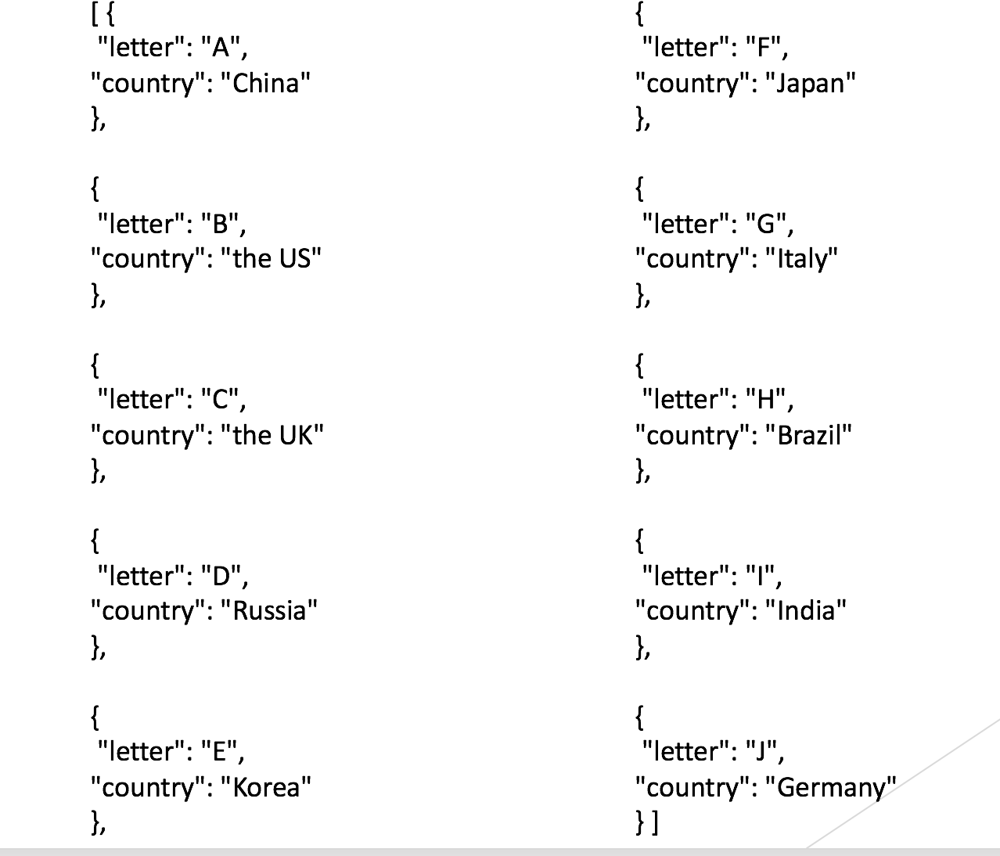 [ {
"letter": "A",
"country": "China"
},
{
"letter": "B",
"country": "the US"
},
{
"letter": "C",
"country": "the UK"
},
{
"letter": "D",
"country": "Russia"
},
{
"letter": "E",
"country": "Korea"
},
{
"letter": "F",
"country": "Japan"
},
{
"letter": "G",
"country": "Italy"
},
{
"letter": "H",
"country": "Brazil"
},
{
"letter": "I",
"country": "India"
},
{
"letter": "J",
"country": "Germany"
} ]